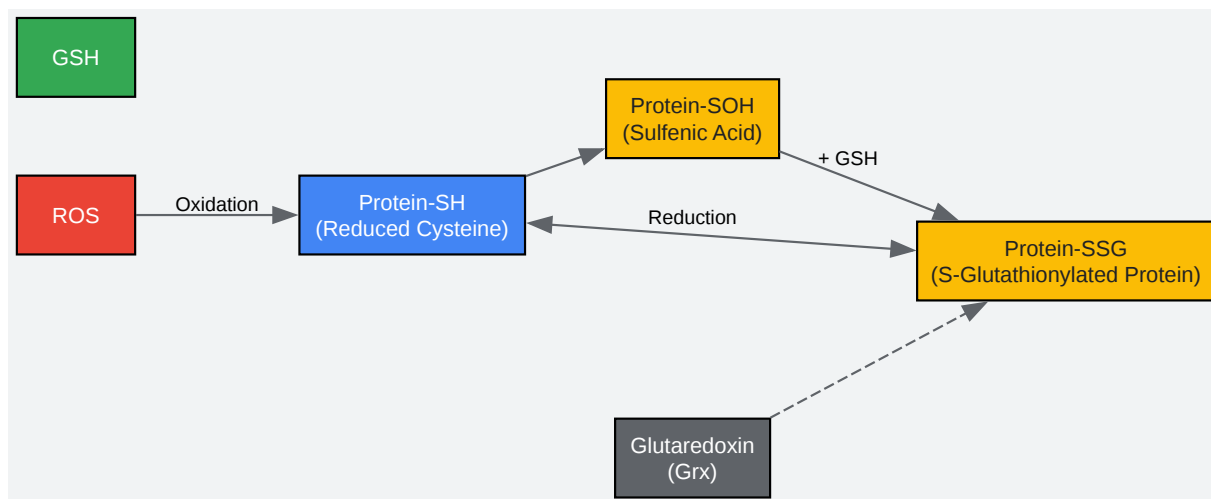 GSH
Protein-SOH
(Sulfenic Acid)
+ GSH
ROS
Oxidation
Protein-SH
(Reduced Cysteine)
Reduction
Protein-SSG
(S-Glutathionylated Protein)
Glutaredoxin
(Grx)